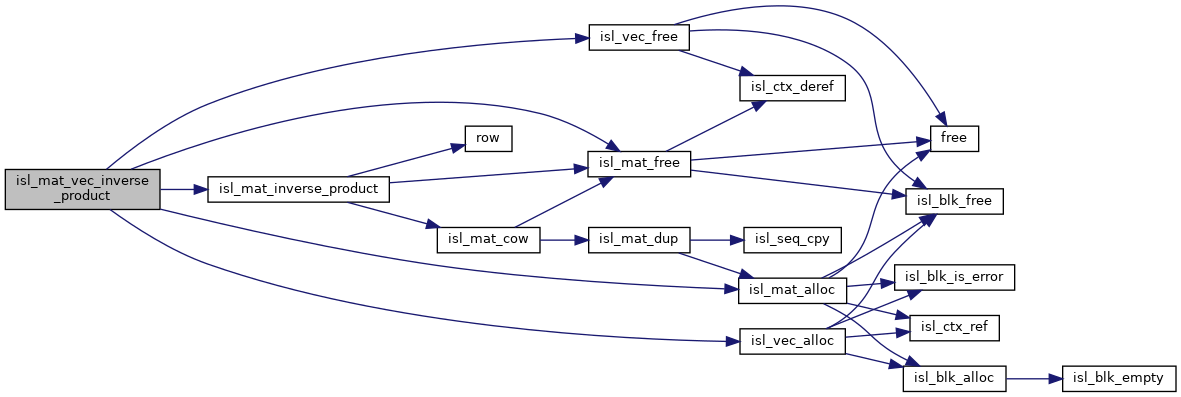 isl_mat_vec_inverse
_product
isl_vec_free
isl_ctx_deref
row
free
isl_mat_free
isl_mat_inverse_product
isl_blk_free
isl_mat_cow
isl_mat_dup
isl_seq_cpy
isl_mat_alloc
isl_blk_is_error
isl_ctx_ref
isl_vec_alloc
isl_blk_alloc
isl_blk_empty